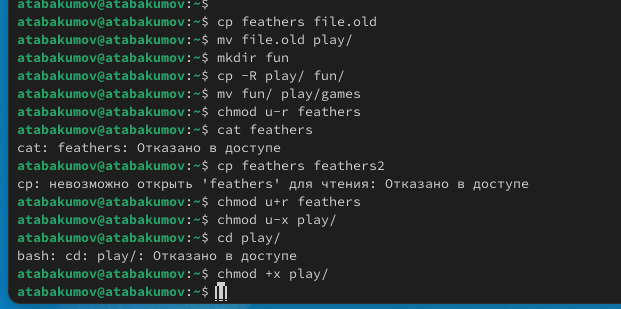 atabakumov@atabakumov:~$
atabakumov@atabakumov:~$ cp feathers file.old
atabakumov@atabakumov:~$ mv file.old play/
atabakumov@atabakumov:~$ mkdir fun
atabakumov@atabakumov:~$ cp -R play/ fun/
atabakumov@atabakumov:~$ mv fun/ play/games
atabakumov@atabakumov:~$ chmod u-r feathers
atabakumov@atabakumov:~$ cat feathers
cat: feathers: Отказано в доступе
atabakumov@atabakumov:~$ cp feathers feathers2
cp: невозможно открыть 'feathers' для чтения: Отказано в доступе
atabakumov@atabakumov:~$ chmod u+r feathers
atabakumov@atabakumov:~$ chmod u-x play/
atabakumov@atabakumov:~$ cd play/
bash: cd: play/: Отказано в доступе
atabakumov@atabakumov:~$ chmod +x play/
atabakumov@atabakumov:~$